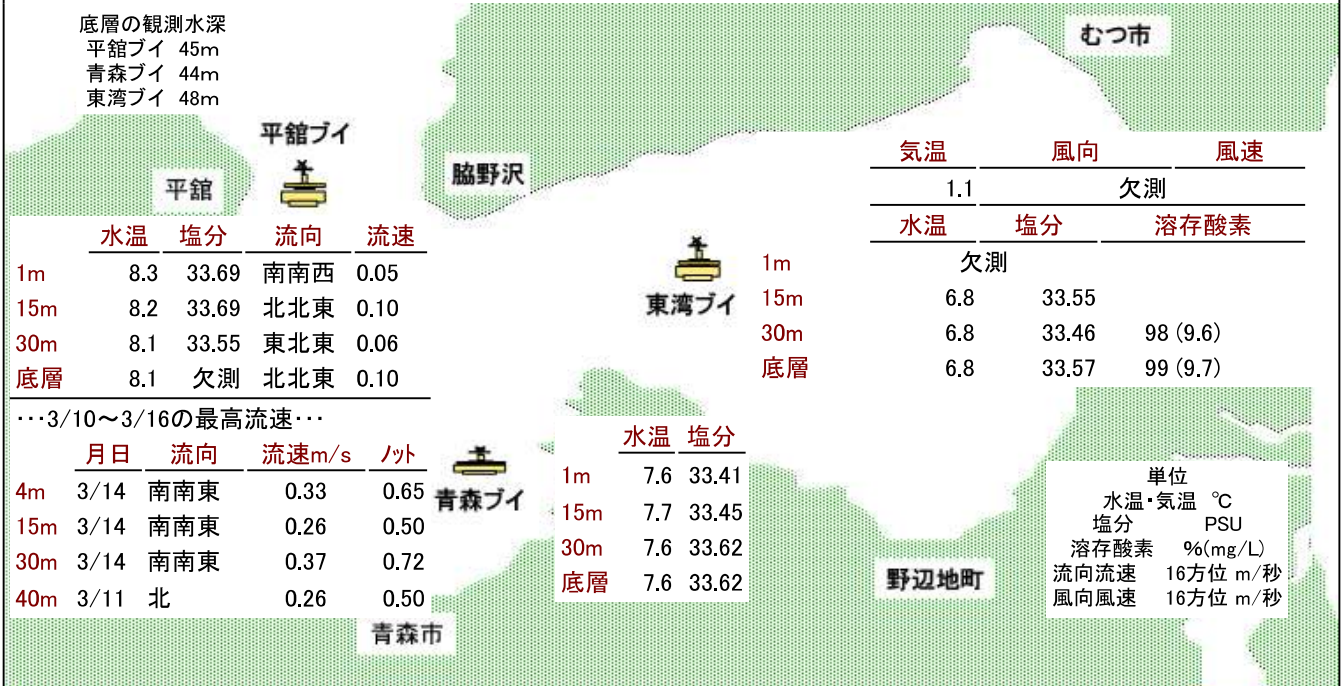 底層の観測水深
平舘ブイ 45m
青森ブイ 44m
東湾ブイ 48m
むつ市
平舘ブイ
平舘
脇野沢
気温 風向 風速
1.1 欠測
水温 塩分 溶存酸素
1m 欠測
15m 6.8 33.55
30m 6.8 33.46 98 (9.6)
底層 6.8 33.57 99 (9.7)
東湾ブイ
水温 塩分 流向 流速
1m 8.3 33.69 南南西 0.05
15m 8.2 33.69 北北東 0.10
30m 8.1 33.55 東北東 0.06
底層 8.1 欠測 北北東 0.10
…3/10～3/16の最高流速…
月日 流向 流速m/s ノット
4m 3/14 南南東 0.33 0.65
15m 3/14 南南東 0.26 0.50
30m 3/14 南南東 0.37 0.72
40m 3/11 北 0.26 0.50
青森ブイ
水温 塩分
1m 7.6 33.41
15m 7.7 33.45
30m 7.6 33.62
底層 7.6 33.62
青森市
野辺地町
単位
水温・気温 ℃
塩分 PSU
溶存酸素 %(mg/L)
流向流速 16方位 m/秒
風向風速 16方位 m/秒